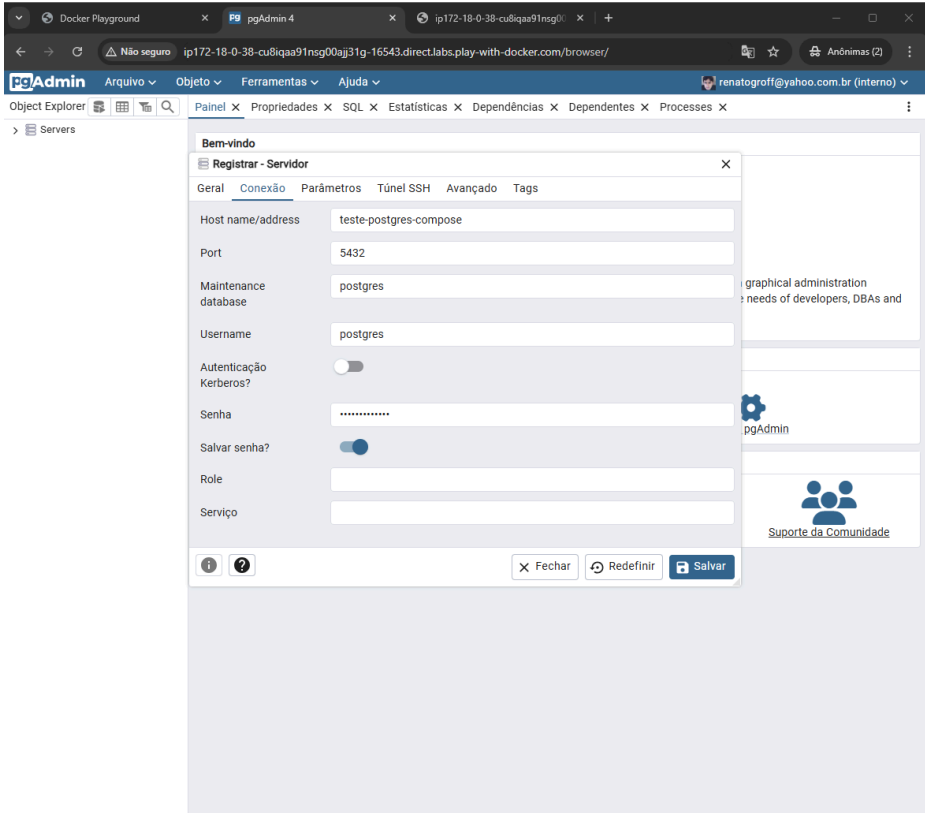 Docker Playground
pgAdmin 4
ip172-18-0-38-cu8iqaa91nsg00
Não seguro
ip172-18-0-38-cu8iqaa91nsg00ajj31g-16543.direct.labs.play-with-docker.com/browser/
Anônimas (2)
pgAdmin
Arquivo
Objeto
Ferramentas
Ajuda
renatogroff@yahoo.com.br (interno)
Object Explorer
Painel
Propriedades
SQL
Estatísticas
Dependências
Dependentes
Processes
Servers
Bem-vindo
Registrar - Servidor
Geral
Conexão
Parâmetros
Túnel SSH
Avançado
Tags
Host name/address
teste-postgres-compose
Port
5432
Maintenance
database
postgres
graphical administration
needs of developers, DBAs and
Username
postgres
Autenticação
Kerberos?
Senha
•••••••••••••
pgAdmin
Salvar senha?
Role
Serviço
Suporte da Comunidade
Fechar
Redefinir
Salvar